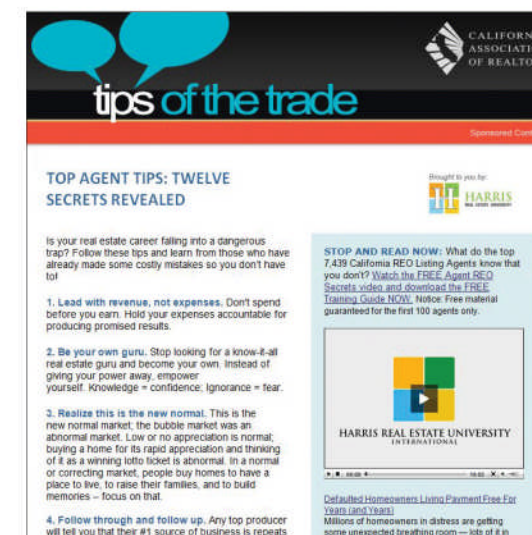 CALIFORN
ASSOCIATI
OF REALTO
tips of the trade
Sponsored Cont
TOP AGENT TIPS: TWELVE
SECRETS REVEALED
Is your real estate career falling into a dangerous
trap? Follow these tips and learn from those who have
already made some costly mistakes so you don't have
to!
1. Lead with revenue, not expenses. Don't spend
before you earn. Hold your expenses accountable for
producing promised results.
2. Be your own guru. Stop looking for a know-it-all
real estate guru and become your own. Instead of
giving your power away, empower
yourself. Knowledge = confidence; Ignorance = fear.
3. Realize this is the new normal. This is the
new normal market; the bubble market was an
abnormal market. Low or no appreciation is normal;
buying a home for its rapid appreciation and thinking
of it as a winning lotto ticket is abnormal. In a normal
or correcting market, people buy homes to have a
place to live, to raise their families, and to build
memories – focus on that.
4. Follow through and follow up. Any top producer
will tell you that their #1 source of business is repeats
Brought to you by:
HARRIS
REAL ESTATE UNIVERSITY
STOP AND READ NOW: What do the top
7,439 California REO Listing Agents know that
you don't? Watch the FREE Agent REO
Secrets video and download the FREE
Training Guide NOW. Notice: Free material
guaranteed for the first 100 agents only.
HARRIS REAL ESTATE UNIVERSITY
INTERNATIONAL
Defaulted Homeowners Living Payment Free For
Years (and Years)
Millions of homeowners in distress are getting
some unexpected breathing room — lots of it in